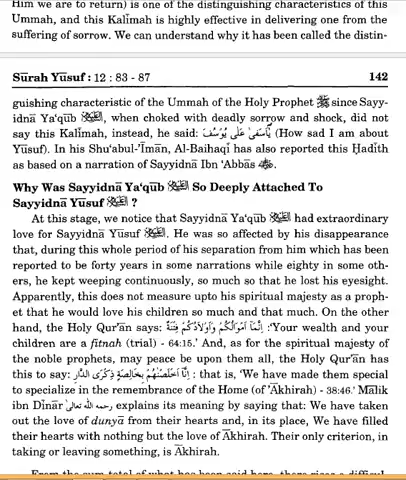 Him we are to return) is one of the distinguishing characteristics of this
Ummah, and this Kalimah is highly effective in delivering one from the
suffering of sorrow. We can understand why it has been called the distin-
Sūrah Yūsuf : 12 : 83 - 87 142
guishing characteristic of the Ummah of the Holy Prophet ﷺ since Sayy-
idnā Ya'qūb, when choked with deadly sorrow and shock, did not
say this Kalimah, instead, he said: يَٰٓأَسَفَىٰ عَلَىٰ يُوسُفَ (How sad I am about
Yūsuf). In his Shu'abul-'Īmān, Al-Baihaqī has also reported this Ḥadīth
as based on a narration of Sayyidnā Ibn 'Abbās.
Why Was Sayyidnā Ya'qūb So Deeply Attached To
Sayyidnā Yūsuf ?
At this stage, we notice that Sayyidnā Ya'qūb had extraordinary
love for Sayyidnā Yūsuf. He was so affected by his disappearance
that, during this whole period of his separation from him which has been
reported to be forty years in some narrations while eighty in some oth-
ers, he kept weeping continuously, so much so that he lost his eyesight.
Apparently, this does not measure upto his spiritual majesty as a proph-
et that he would love his children so much and that much. On the other
hand, the Holy Qur'ān says: إِنَّمَآ أَمْوَالُكُمْ وَأَوْلَادُكُمْ فِتْنَةٌ :'Your wealth and your
children are a fitnah (trial) - 64:15.' And, as for the spiritual majesty of
the noble prophets, may peace be upon them all, the Holy Qur'ān has
this to say: إِنَّآ أَخْلَصْنَٰهُمْ بِخَالِصَةٍ ذِكْرَى الدَّارِ : that is, 'We have made them special
to specialize in the remembrance of the Home (of 'Ākhirah) - 38:46.' Mālik
ibn Dīnār رحمه الله تعالى explains its meaning by saying that: We have taken
out the love of dunyā from their hearts and, in its place, We have filled
their hearts with nothing but the love of Ākhirah. Their only criterion, in
taking or leaving something, is Ākhirah.
From the sum total of what has been said here, there rises a difficul-